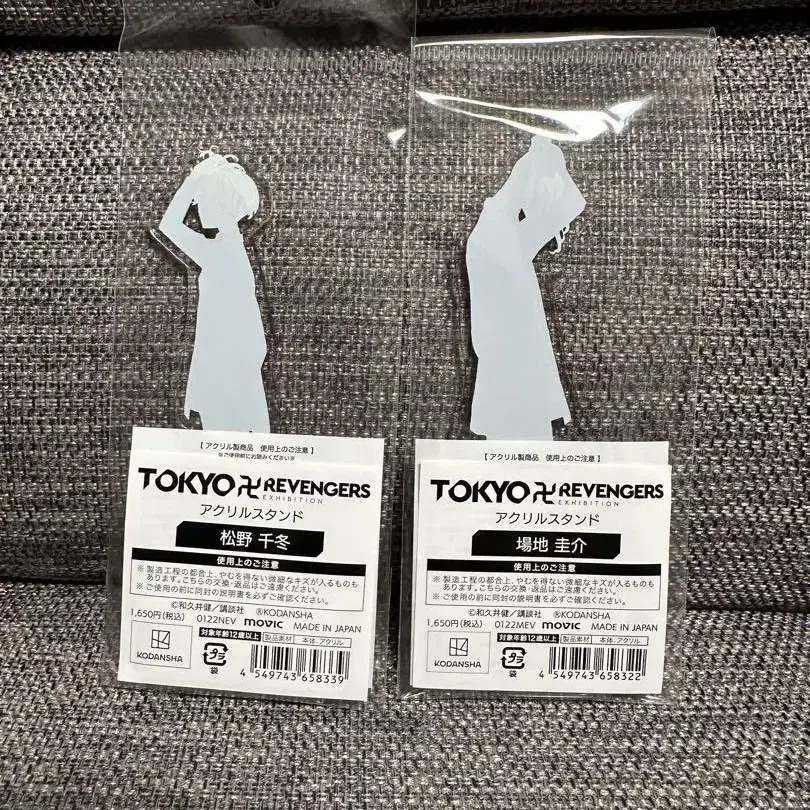 【 アクリル製商品 使用上のご注意 】
※ご使用前にお読みください※
TOKYO卍REVENGERS
EXHIBITION
アクリルスタンド
松野 千冬
使用上のご注意
※ 製造工程の都合上、やむを得ない微細なキズが入るものも
あります。こちらの交換・返品はご遠慮ください。
※ ご使用の前に同封の説明書を必ずご確認ください。
©和久井健/講談社 ®KODANSHA
1,650円(税込) 0122NEV movic MADE IN JAPAN
対象年齢12歳以上 製品素材 本体 アクリル
KODANSHA
プラ
袋
4 549743 658339
【 アクリル製商品 使用上のご注意 】
TOKYO卍REVENGERS
EXHIBITION
アクリルスタンド
場地 圭介
使用上のご注意
※ 製造工程の都合上、やむを得ない微細なキズが入るものも
あります。こちらの交換・返品はご遠慮ください。
※ ご使用の前に同封の説明書を必ずご確認ください。
©和久井健/講談社 ®KODANSHA
1,650円(税込) 0122MEV movic MADE IN JAPAN
対象年齢12歳以上 製品素材 本体 アクリル
KODANSHA
プラ
袋
4 549743 658322